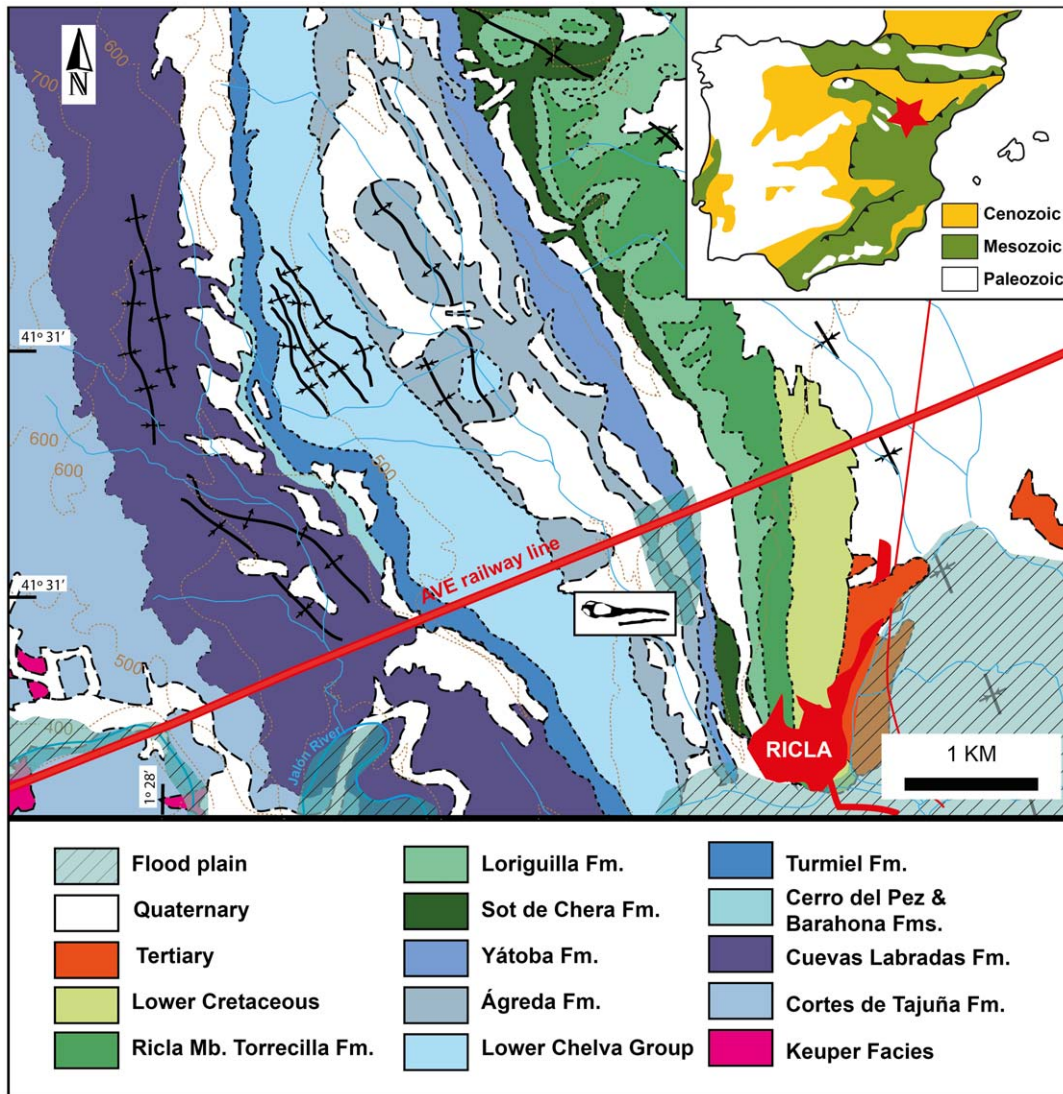 N
600
700
Cenozoic
Mesozoic
Paleozoic
41º 31’
600
600
500
AVE railway line
41º 31’
500
400
Jalón River
1º 28’
RICLA
1 KM
Flood plain
Quaternary
Tertiary
Lower Cretaceous
Ricla Mb. Torrecilla Fm.
Loriguilla Fm.
Sot de Chera Fm.
Yátoba Fm.
Ágreda Fm.
Lower Chelva Group
Turmiel Fm.
Cerro del Pez &
Barahona Fms.
Cuevas Labradas Fm.
Cortes de Tajuña Fm.
Keuper Facies